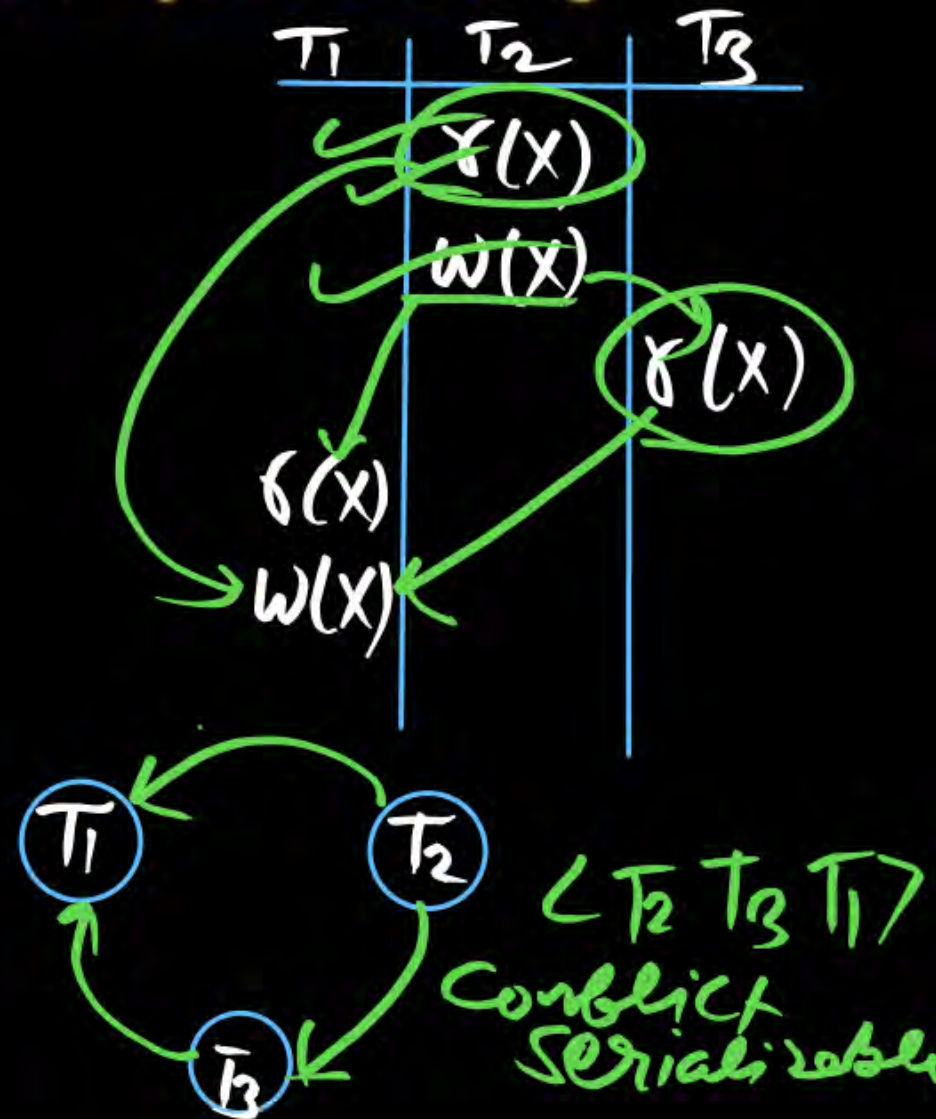 T1 T2 T3
r(X)
W(X)
r(X)
r(X)
W(X)
T1 T2
<T2 T3 T1>
Conflict
Serializable
T3